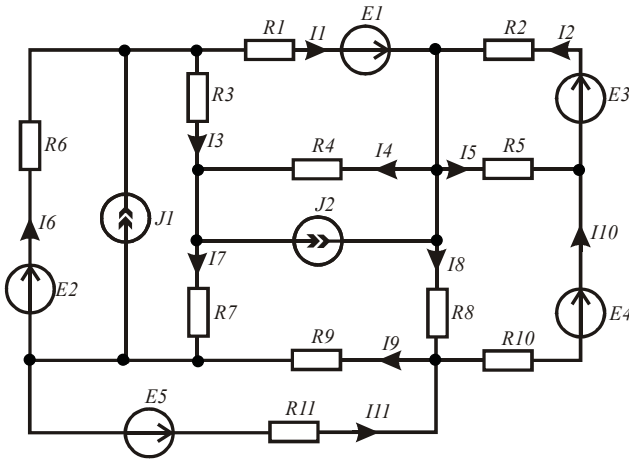 E1
R1 I1 R2 I2
R3 E3
I3 R4 I4 I5 R5
R6
J1 J2
I6 I7 I8 I10
E2 R7 R8 E4
R9 I9 R10
E5 R11 I11